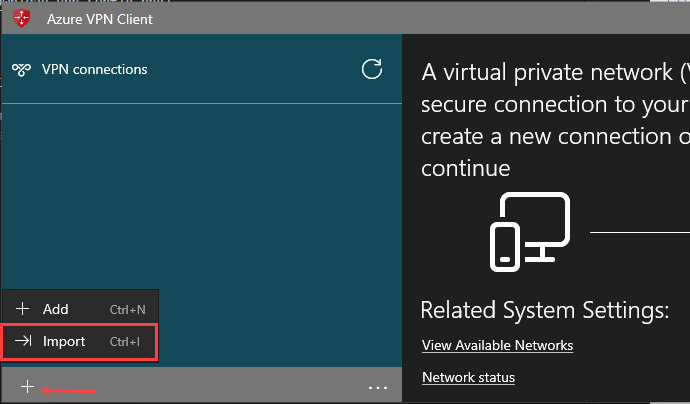 Azure VPN Client
VPN connections
A virtual private network (
secure connection to your
create a new connection o
continue
Related System Settings:
View Available Networks
Network status
Add Ctrl+N
Import Ctrl+I